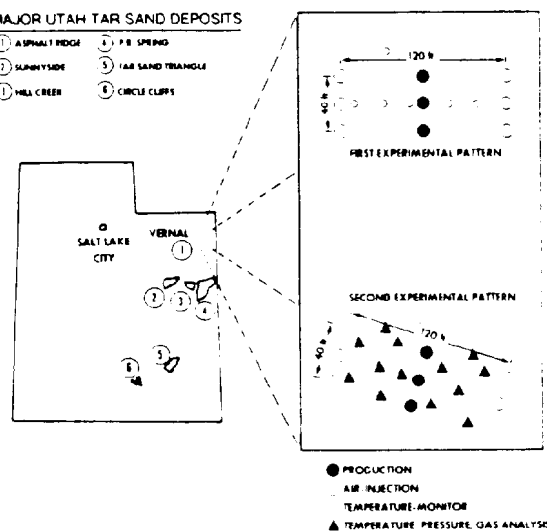 MAJOR UTAH TAR SAND DEPOSITS
1 ASPHALT RIDGE 4 P.R. SPRING
2 SUNNYSIDE 5 TAR SAND TRIANGLE
3 HILL CREEK 6 CIRCLE CLIFFS
SALT LAKE CITY
VERNAL
1
2
3
4
5
6
120 ft
40 ft
FIRST EXPERIMENTAL PATTERN
SECOND EXPERIMENTAL PATTERN
120 ft
40 ft
PRODUCTION
AIR-INJECTION
TEMPERATURE-MONITOR
TEMPERATURE, PRESSURE, GAS ANALYSIS